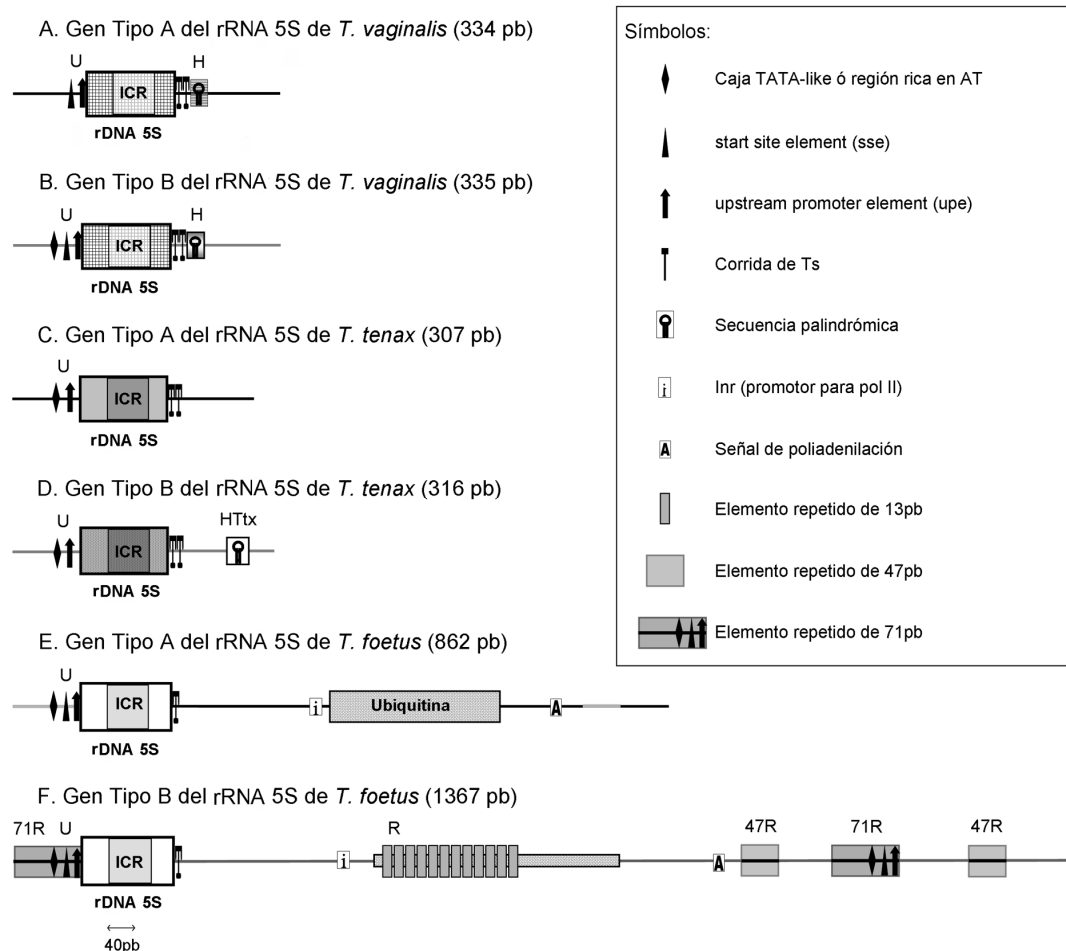 A. Gen Tipo A del rRNA 5S de T. vaginalis (334 pb)
U H
ICR
rDNA 5S
B. Gen Tipo B del rRNA 5S de T. vaginalis (335 pb)
U H
ICR
rDNA 5S
C. Gen Tipo A del rRNA 5S de T. tenax (307 pb)
U
ICR
rDNA 5S
D. Gen Tipo B del rRNA 5S de T. tenax (316 pb)
U HTtx
ICR
rDNA 5S
E. Gen Tipo A del rRNA 5S de T. foetus (862 pb)
U
ICR i Ubiquitina A
rDNA 5S
F. Gen Tipo B del rRNA 5S de T. foetus (1367 pb)
71R U R 47R 71R 47R
ICR i A
rDNA 5S
40pb
Símbolos:
Caja TATA-like ó región rica en AT
start site element (sse)
upstream promoter element (upe)
Corrida de Ts
Secuencia palindrómica
i Inr (promotor para pol II)
A Señal de poliadenilación
Elemento repetido de 13pb
Elemento repetido de 47pb
Elemento repetido de 71pb